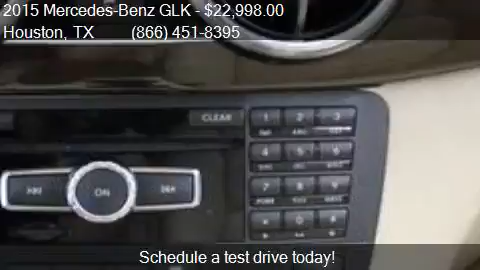 2015 Mercedes-Benz GLK - $22,998.00
Houston, TX (866) 451-8395
CLEAR
1 2 3
4 5 6
ON
7 8 9
Schedule a test drive today!